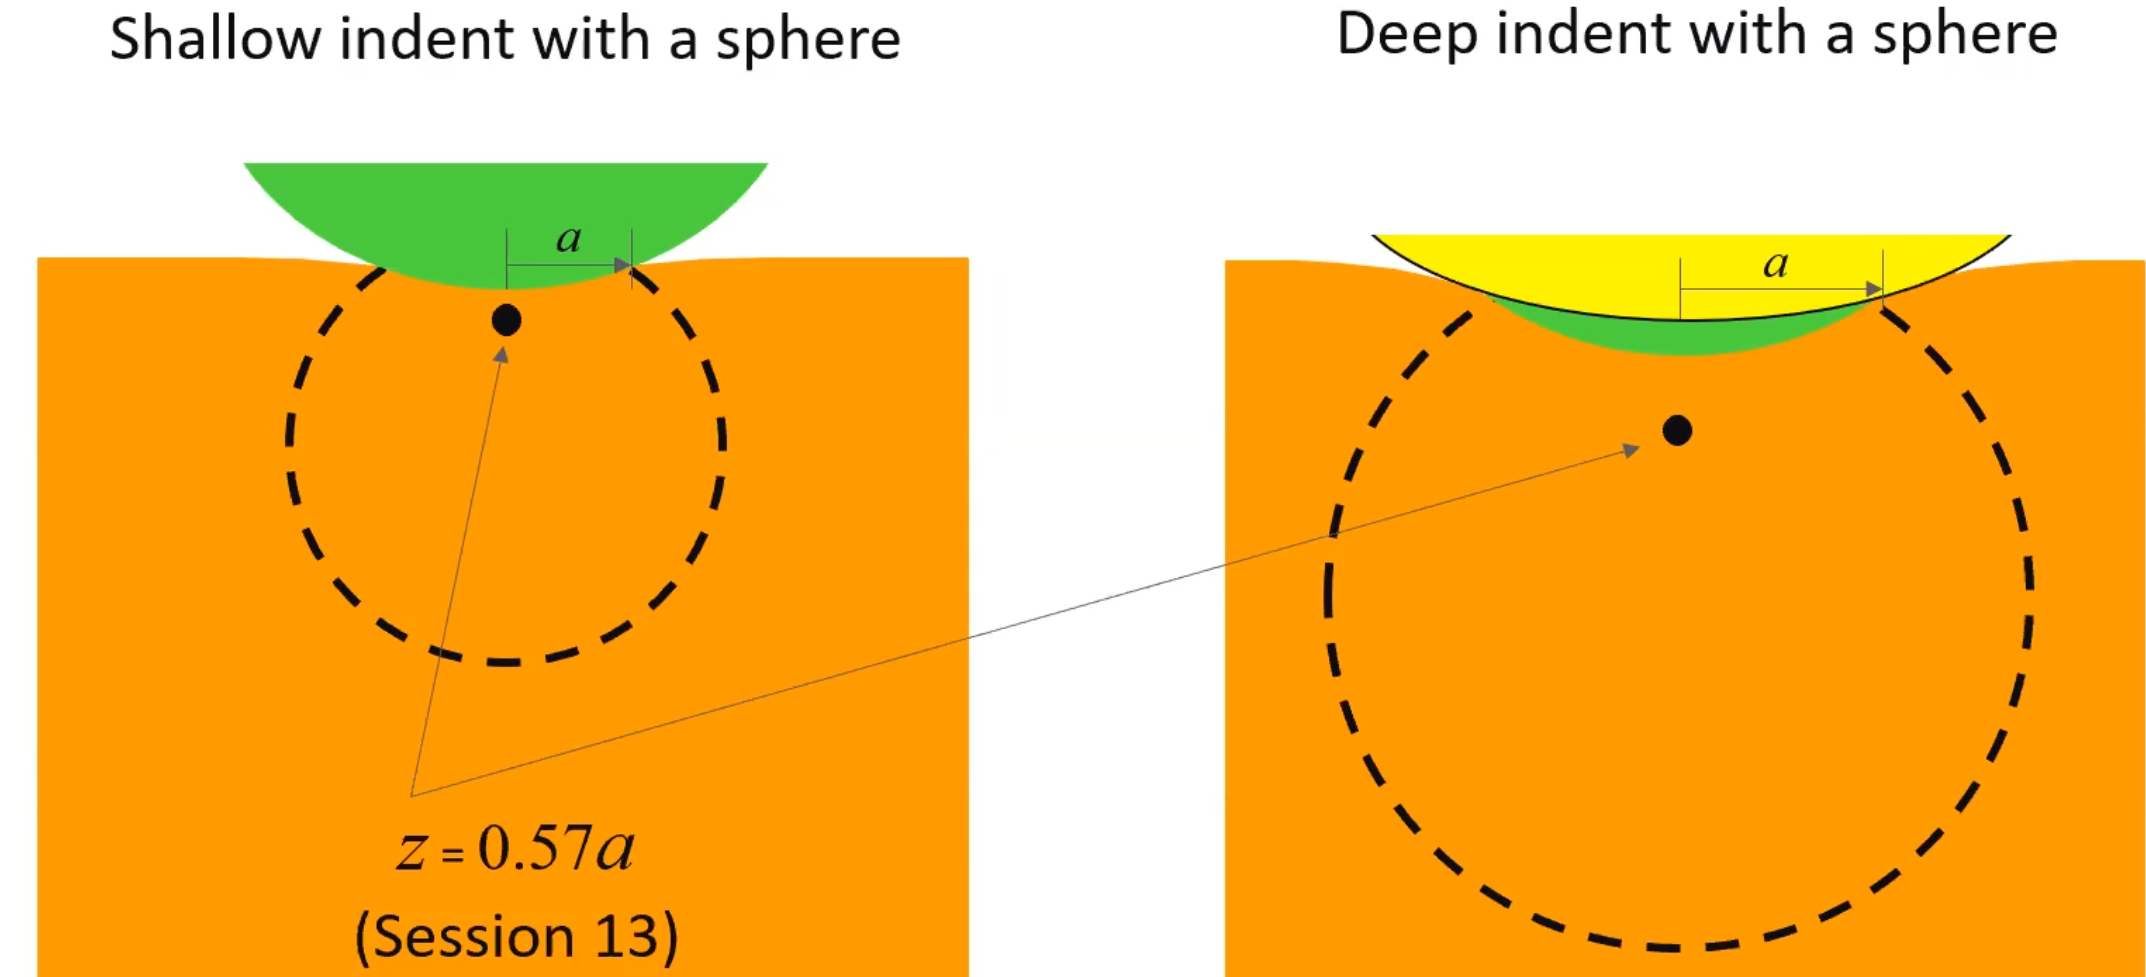 Shallow indent with a sphere
Deep indent with a sphere
a
a
z = 0.57a
(Session 13)